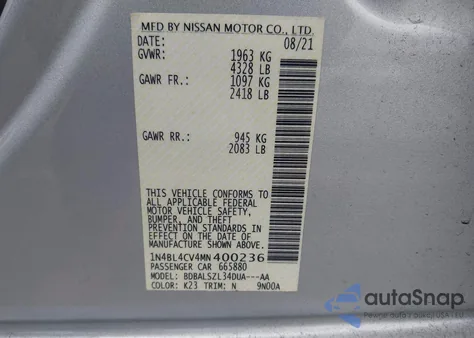 MFD BY NISSAN MOTOR CO., LTD
DATE: 08/21
GVWR: 1963 KG
4328 LB
GAWR FR.: 1097 KG
2418 LB
GAWR RR.: 945 KG
2083 LB
THIS VEHICLE CONFORMS TO
ALL APPLICABLE FEDERAL
MOTOR VEHICLE SAFETY,
BUMPER, AND THEFT
PREVENTION STANDARDS
IN EFFECT ON THE DATE OF
MANUFACTURE SHOWN ABOVE.
1N4BL4CV4MN400236
PASSENGER CAR 665880
MODEL: BDBALSZL34DUA---AA
COLOR: K23 TRIM: N 9N00A
autoSnap